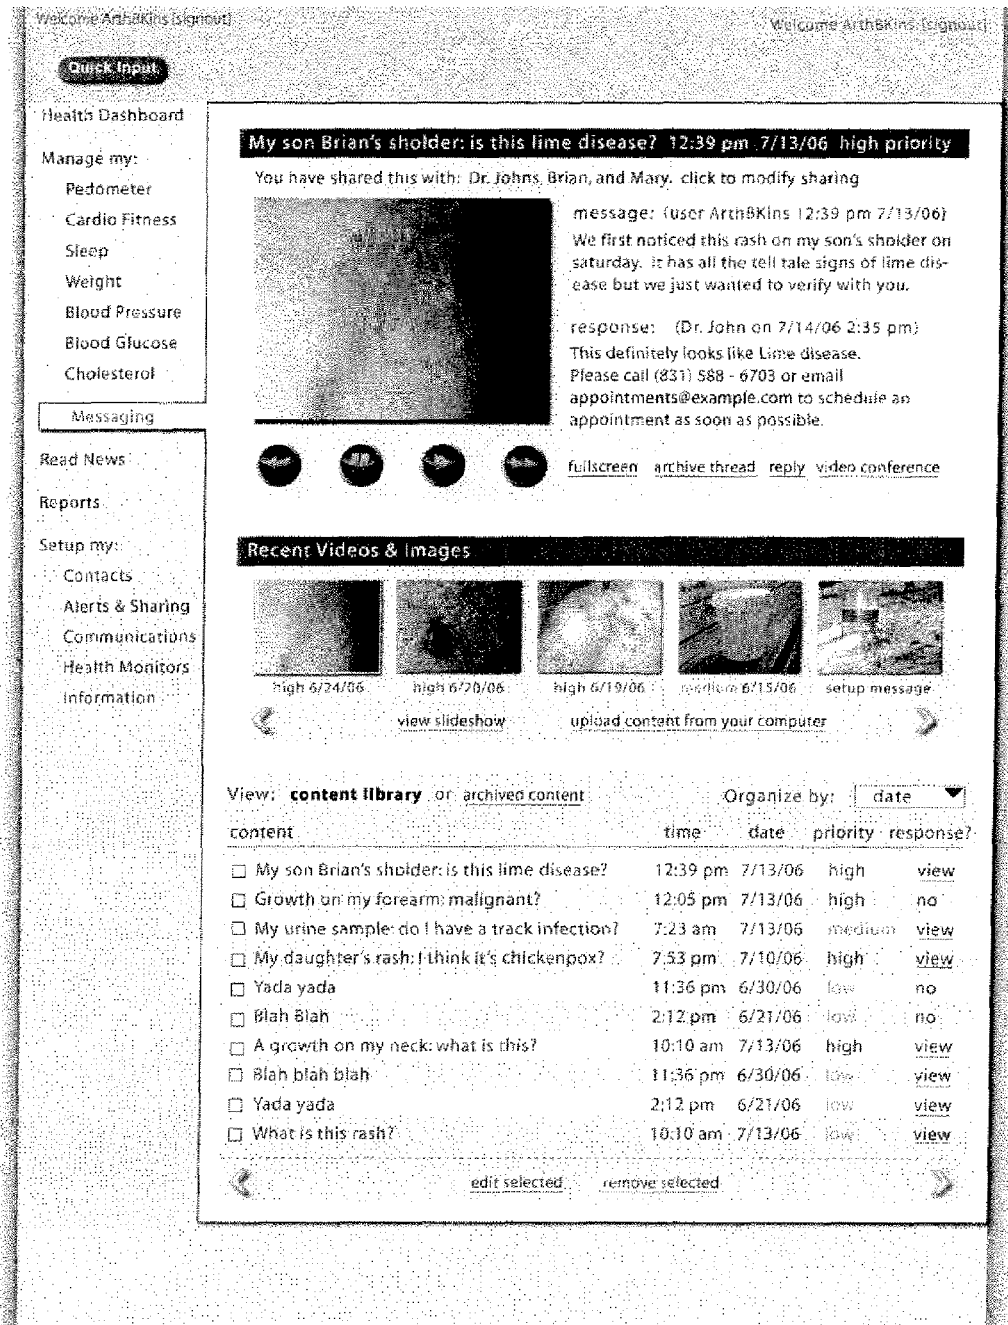 Welcome ArthBKins [signout]
Welcome ArthBKins [signout]
Quick Input
Health Dashboard
Manage my:
Pedometer
Cardio Fitness
Sleep
Weight
Blood Pressure
Blood Glucose
Cholesterol
Messaging
Read News
Reports
Setup my:
Contacts
Alerts & Sharing
Communications
Health Monitors
Information
My son Brian's sholder: is this lime disease? 12:39 pm 7/13/06 high priority
You have shared this with: Dr. Johns, Brian, and Mary. click to modify sharing
message: (user ArthBKins 12:39 pm 7/13/06)
We first noticed this rash on my son's sholder on
saturday. it has all the tell tale signs of lime dis-
ease but we just wanted to verify with you.
response: (Dr. John on 7/14/06 2:35 pm)
This definitely looks like Lime disease.
Please call (831) 588 - 6703 or email
appointments@example.com to schedule an
appointment as soon as possible.
fullscreen archive thread reply video conference
Recent Videos & Images
high 6/24/06 high 6/20/06 high 6/19/06 medium 6/15/06 setup message
view slideshow upload content from your computer
View: content library or archived content Organize by: date
content time date priority response?
My son Brian's sholder: is this lime disease? 12:39 pm 7/13/06 high view
Growth on my forearm: malignant? 12:05 pm 7/13/06 high no
My urine sample: do I have a track infection? 7:23 am 7/13/06 medium view
My daughter's rash: I think it's chickenpox? 7:53 pm 7/10/06 high view
Yada yada 11:36 pm 6/30/06 low no
Blah Blah 2:12 pm 6/21/06 low no
A growth on my neck: what is this? 10:10 am 7/13/06 high view
Blah blah blah 11:36 pm 6/30/06 low view
Yada yada 2:12 pm 6/21/06 low view
What is this rash? 10:10 am 7/13/06 low view
edit selected remove selected